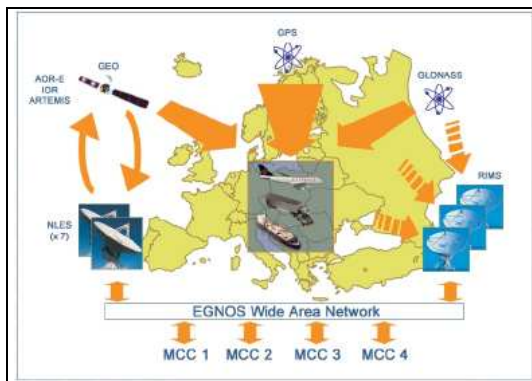 GPS
GEO
AOR-E
IOR
ARTEMIS
GLONASS
RIMS
NLES
(x 7)
EGNOS Wide Area Network
MCC 1 MCC 2 MCC 3 MCC 4